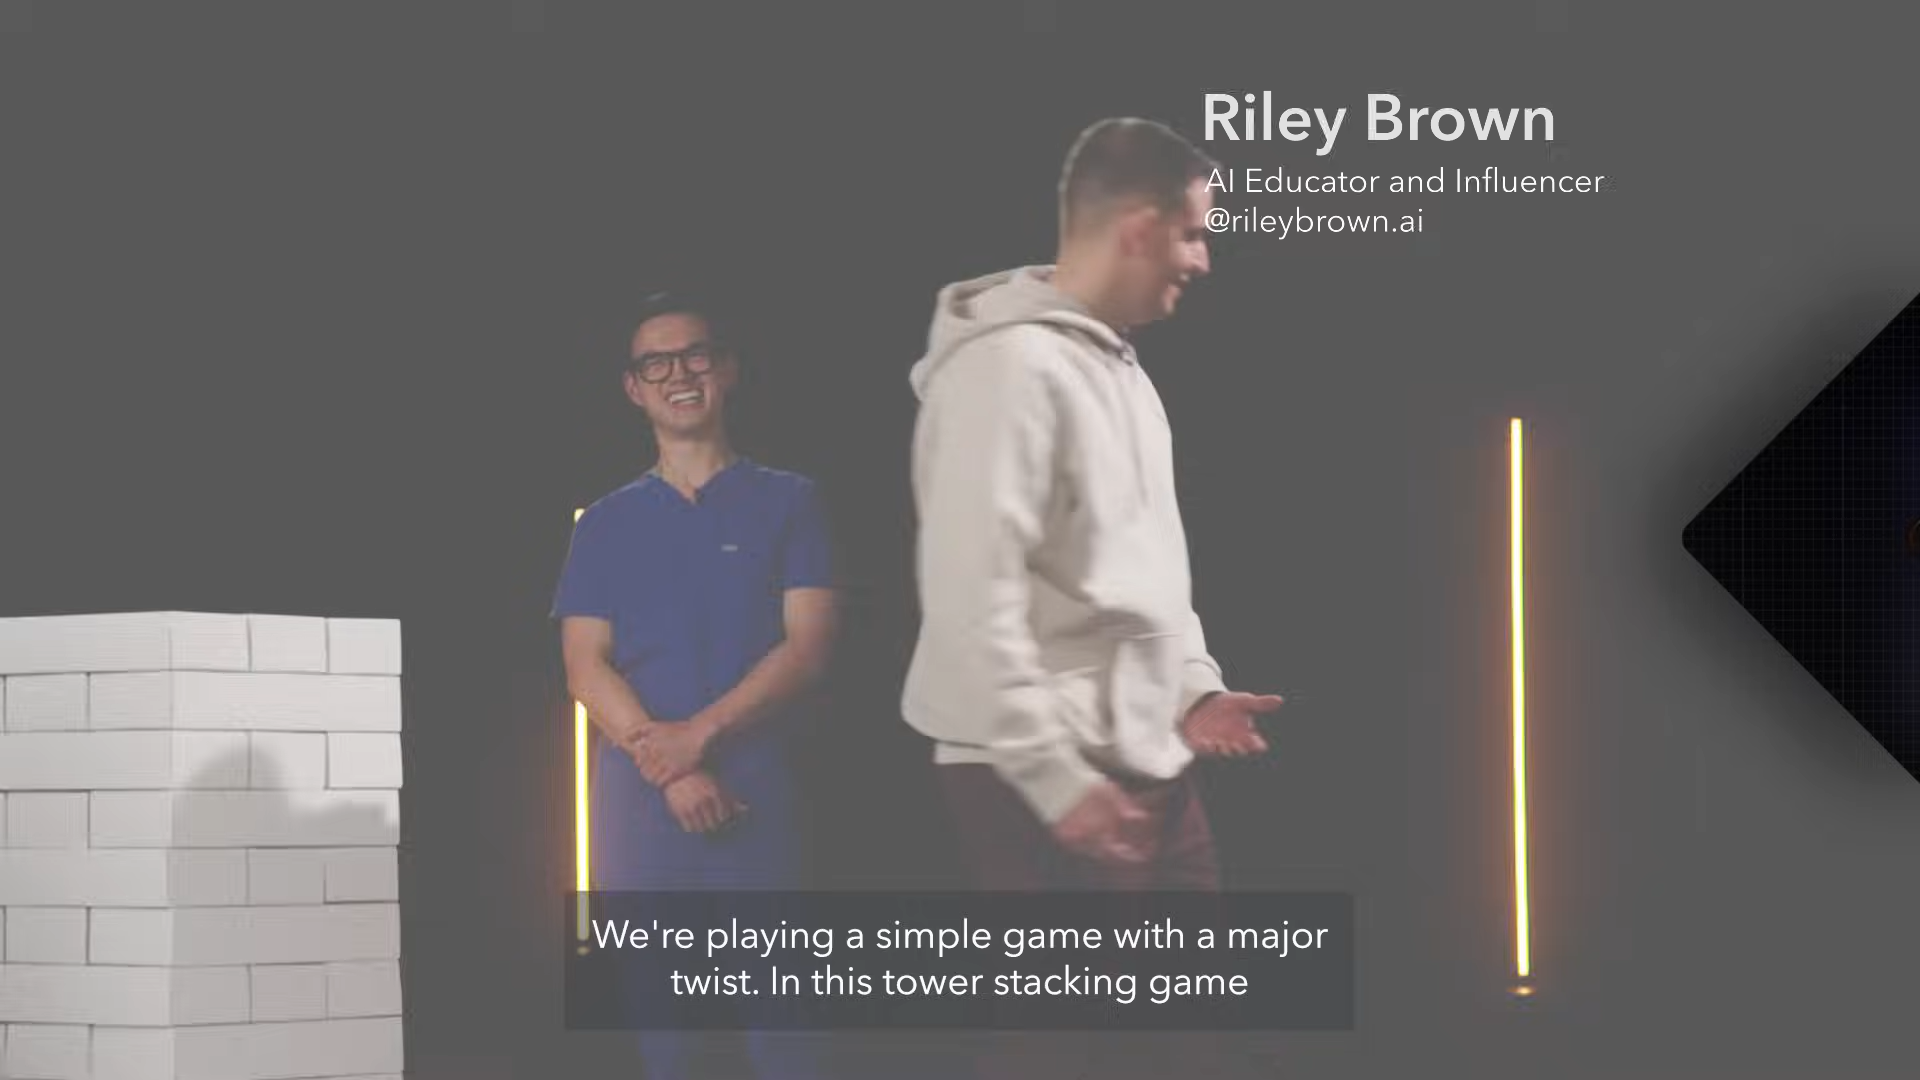 Riley Brown
AI Educator and Influencer
@rileybrown.ai
We're playing a simple game with a major
twist. In this tower stacking game